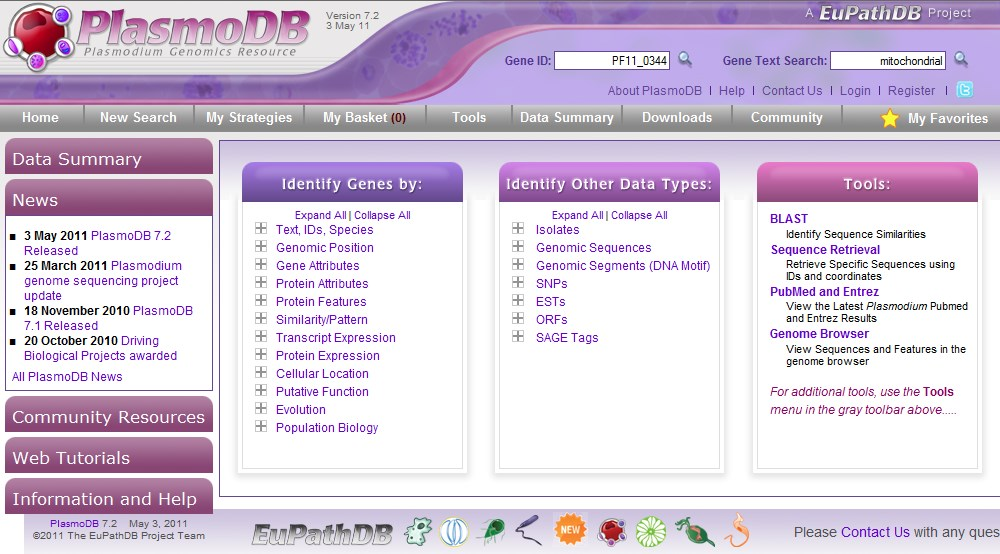 PlasmoDB
Plasmodium Genomics Resource
Version 7.2
3 May 11
A EuPathDB Project
Gene ID: PF11_0344
Gene Text Search: mitochondrial
About PlasmoDB | Help | Contact Us | Login | Register |
Home
New Search
My Strategies
My Basket (0)
Tools
Data Summary
Downloads
Community
My Favorites
Data Summary
News
3 May 2011 PlasmoDB 7.2
Released
25 March 2011 Plasmodium
genome sequencing project
update
18 November 2010 PlasmoDB
7.1 Released
20 October 2010 Driving
Biological Projects awarded
All PlasmoDB News
Community Resources
Web Tutorials
Information and Help
Identify Genes by:
Expand All | Collapse All
Text, IDs, Species
Genomic Position
Gene Attributes
Protein Attributes
Protein Features
Similarity/Pattern
Transcript Expression
Protein Expression
Cellular Location
Putative Function
Evolution
Population Biology
Identify Other Data Types:
Expand All | Collapse All
Isolates
Genomic Sequences
Genomic Segments (DNA Motif)
SNPs
ESTs
ORFs
SAGE Tags
Tools:
BLAST
Identify Sequence Similarities
Sequence Retrieval
Retrieve Specific Sequences using
IDs and coordinates
PubMed and Entrez
View the Latest Plasmodium Pubmed
and Entrez Results
Genome Browser
View Sequences and Features in the
genome browser
For additional tools, use the Tools
menu in the gray toolbar above.....
PlasmoDB 7.2 May 3, 2011
©2011 The EuPathDB Project Team
EuPathDB
NEW
Please Contact Us with any ques